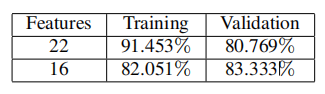 Features Training Validation
22 91.453% 80.769%
16 82.051% 83.333%